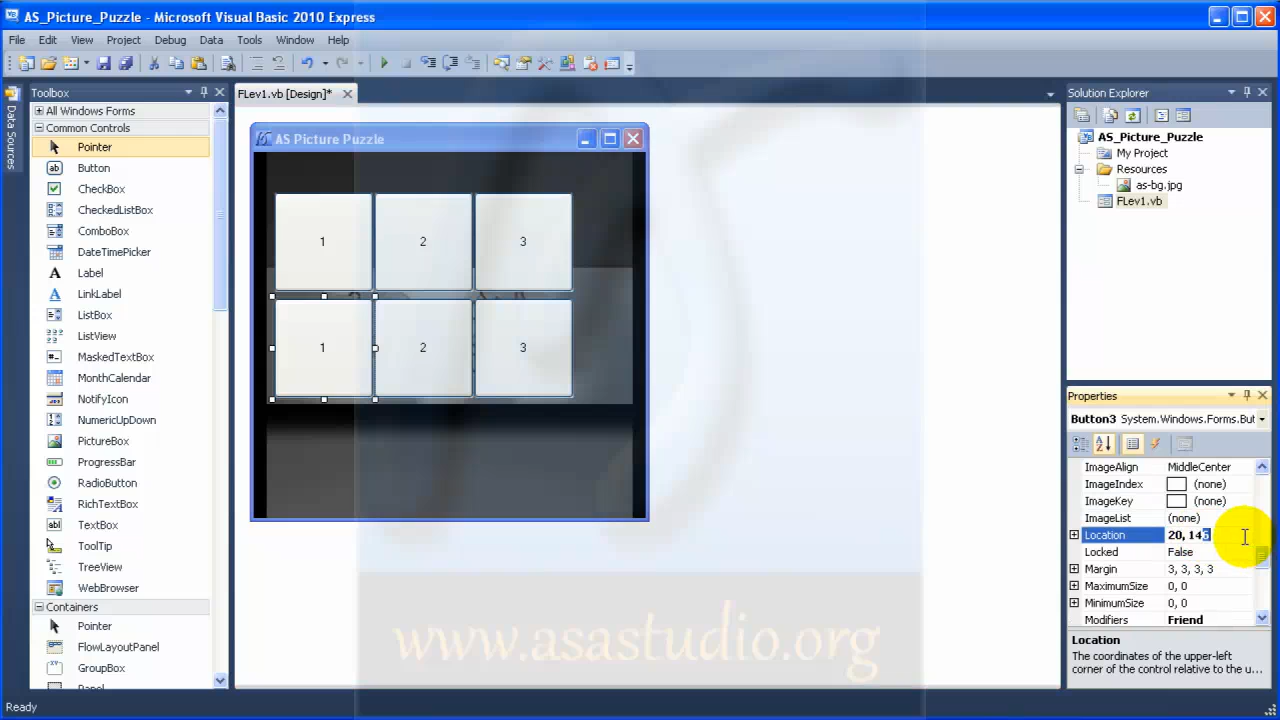 AS_Picture_Puzzle - Microsoft Visual Basic 2010 Express
File Edit View Project Debug Data Tools Window Help
Data Sources
Toolbox
All Windows Forms
Common Controls
Pointer
Button
CheckBox
CheckedListBox
ComboBox
DateTimePicker
Label
LinkLabel
ListBox
ListView
MaskedTextBox
MonthCalendar
NotifyIcon
NumericUpDown
PictureBox
ProgressBar
RadioButton
RichTextBox
TextBox
ToolTip
TreeView
WebBrowser
Containers
Pointer
FlowLayoutPanel
GroupBox
Panel
FLev1.vb [Design]*
AS Picture Puzzle
1 2 3
1 2 3
www.asastudio.org
Solution Explorer
AS_Picture_Puzzle
My Project
Resources
as-bg.jpg
FLev1.vb
Properties
Button3 System.Windows.Forms.But
ImageAlign MiddleCenter
ImageIndex (none)
ImageKey (none)
ImageList (none)
Location 20, 146
Locked False
Margin 3, 3, 3, 3
MaximumSize 0, 0
MinimumSize 0, 0
Modifiers Friend
Location
The coordinates of the upper-left
corner of the control relative to the u...
Ready